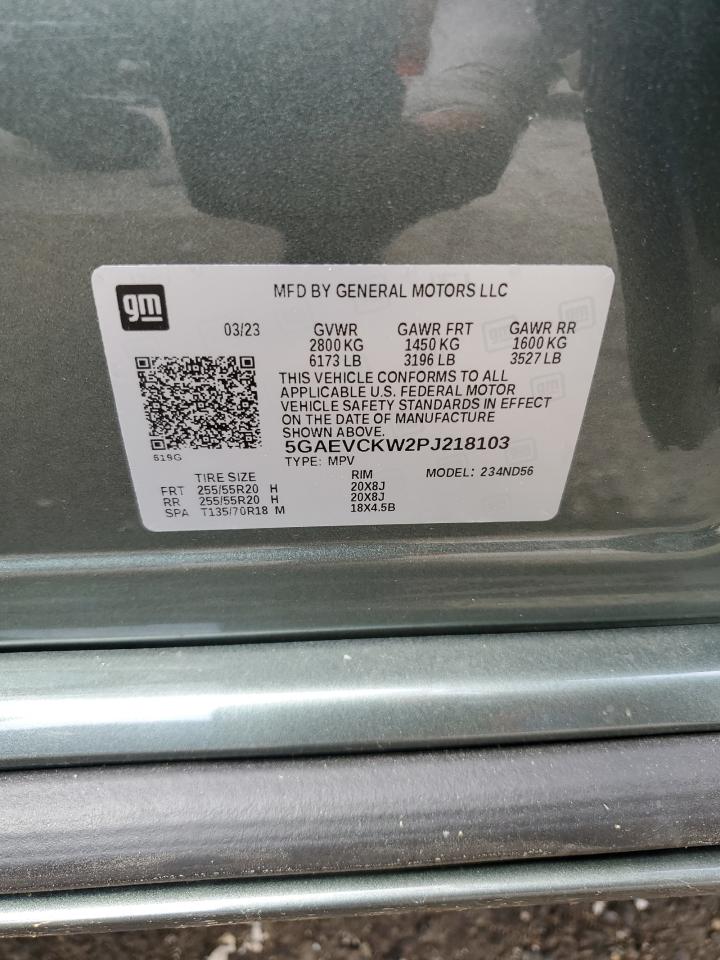 gm
MFD BY GENERAL MOTORS LLC
03/23 GVWR GAWR FRT GAWR RR
2800 KG 1450 KG 1600 KG
6173 LB 3196 LB 3527 LB
THIS VEHICLE CONFORMS TO ALL
APPLICABLE U.S. FEDERAL MOTOR
VEHICLE SAFETY STANDARDS IN EFFECT
ON THE DATE OF MANUFACTURE
SHOWN ABOVE.
5GAEVCKW2PJ218103
619G TYPE: MPV MODEL: 234ND56
TIRE SIZE RIM
FRT 255/55R20 H 20X8J
RR 255/55R20 H 20X8J
SPA T135/70R18 M 18X4.5B